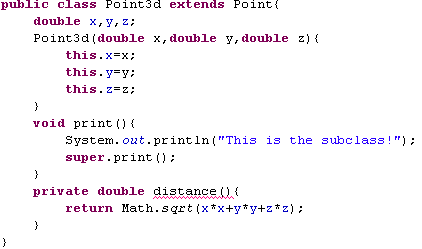 public class Point3d extends Point{
    double x,y,z;
    Point3d(double x,double y,double z){
        this.x=x;
        this.y=y;
        this.z=z;
    }
    void print(){
        System.out.println("This is the subclass!");
        super.print();
    }
    private double distance(){
        return Math.sqrt(x*x+y*y+z*z);
    }
}